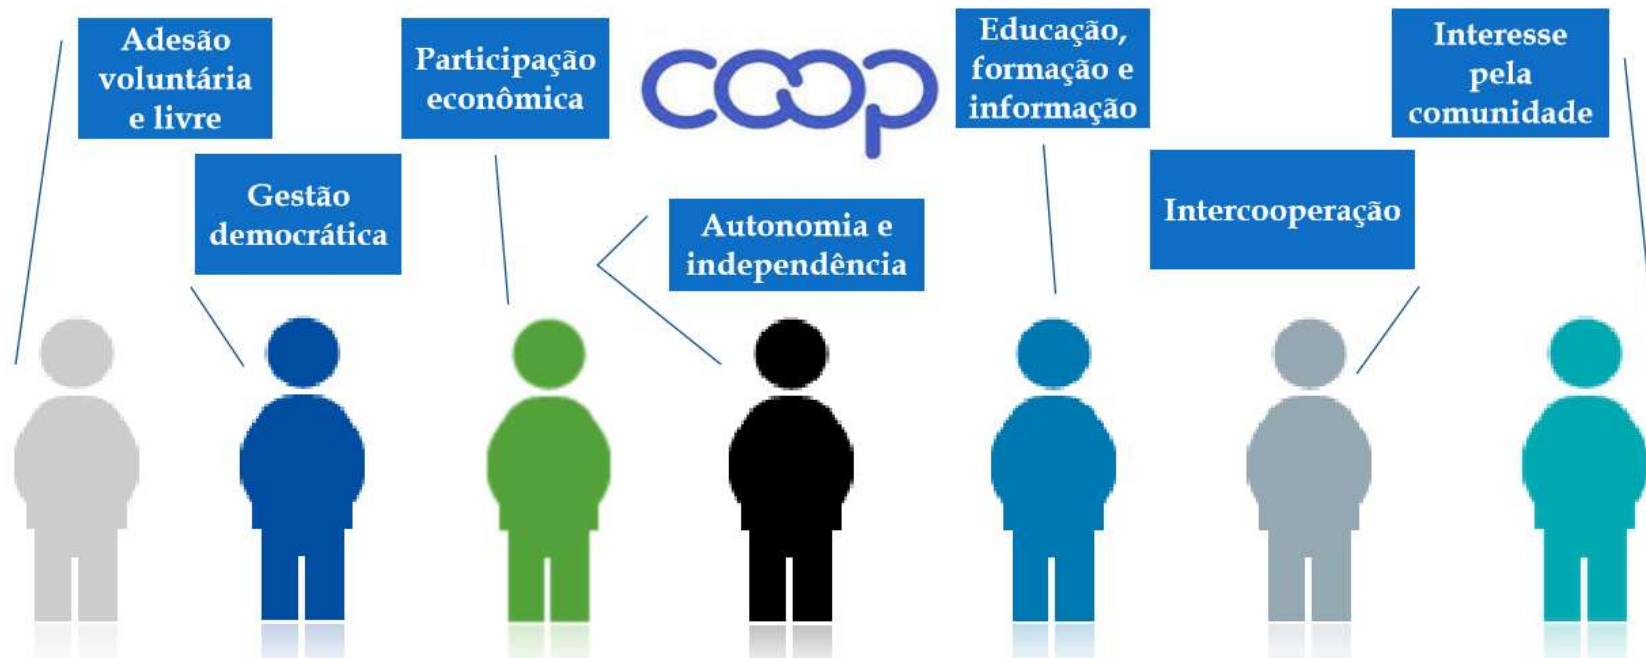 Adesão
voluntária
e livre
Gestão
democrática
Participação
econômica
coop
Autonomia e
independência
Educação,
formação e
informação
Intercooperação
Interesse
pela
comunidade